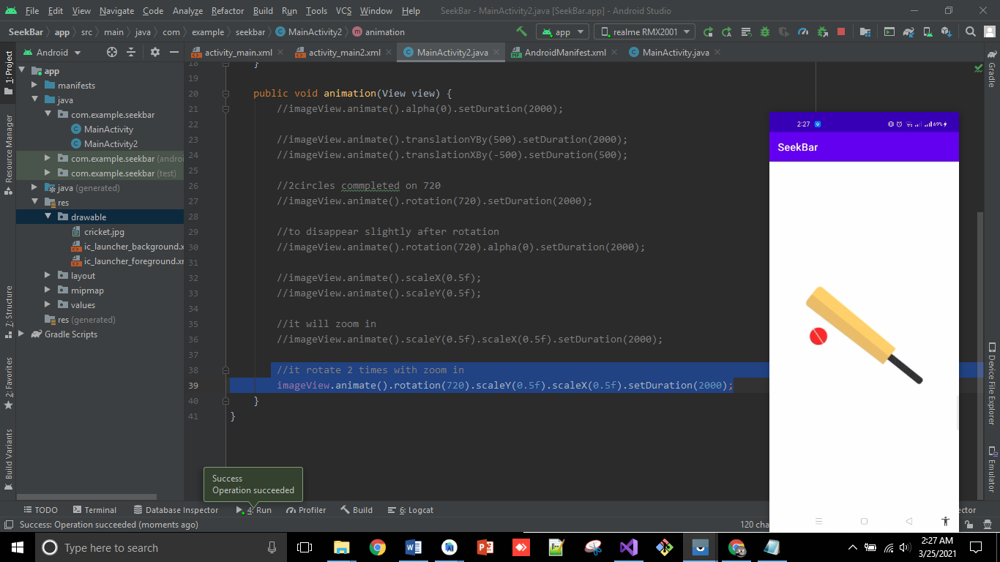 File Edit View Navigate Code Analyze Refactor Build Run Tools VCS Window Help SeekBar - MainActivity2.java [SeekBar.app] - Android Studio
SeekBar app src main java com example seekbar MainActivity2 animation app realme RMX2001
1: Project
Resource Manager
7: Structure
2: Favorites
Build Variants
Android
app
manifests
java
com.example.seekbar
MainActivity
MainActivity2
com.example.seekbar (andro
com.example.seekbar (test)
java (generated)
res
drawable
cricket.jpg
ic_launcher_background.x
ic_launcher_foreground.xr
layout
mipmap
values
res (generated)
Gradle Scripts
activity_main.xml activity_main2.xml MainActivity2.java AndroidManifest.xml MainActivity.java
18 }
19
20 public void animation(View view) {
21 //imageView.animate().alpha(0).setDuration(2000);
22
23 //imageView.animate().translationYBy(500).setDuration(2000);
24 //imageView.animate().translationXBy(-500).setDuration(500);
25
26 //2circles commpleted on 720
27 //imageView.animate().rotation(720).setDuration(2000);
28
29 //to disappear slightly after rotation
30 //imageView.animate().rotation(720).alpha(0).setDuration(2000);
31
32 //imageView.animate().scaleX(0.5f);
33 //imageView.animate().scaleY(0.5f);
34
35 //it will zoom in
36 //imageView.animate().scaleY(0.5f).scaleX(0.5f).setDuration(2000);
37
38 //it rotate 2 times with zoom in
39 imageView.animate().rotation(720).scaleY(0.5f).scaleX(0.5f).setDuration(2000);
40 }
41 }
2:27 69%
SeekBar
Gradle
Device File Explorer
Emulator
Success
Operation succeeded
TODO Terminal Database Inspector 4: Run Profiler Build 6: Logcat ector
Success: Operation succeeded (moments ago) 120 cha
Type here to search
2:27 AM
3/25/2021